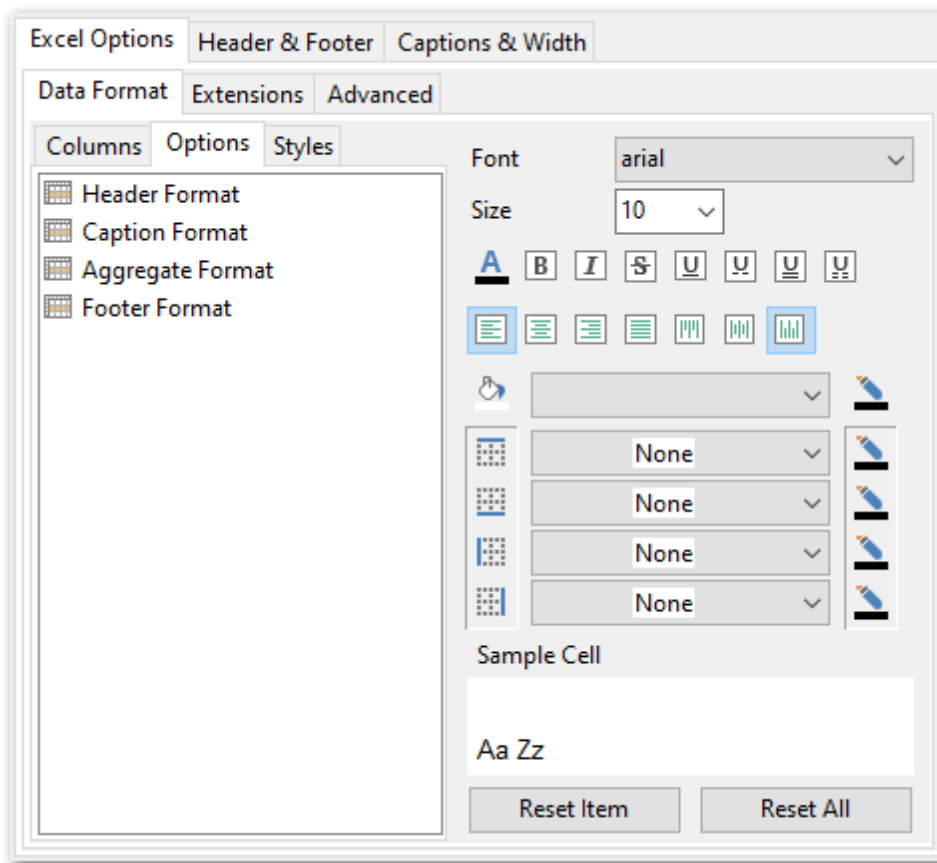 Excel Options Header & Footer Captions & Width
Data Format Extensions Advanced
Columns Options Styles
Header Format
Caption Format
Aggregate Format
Footer Format
Font arial
Size 10
A B I S U U U U
None
None
None
None
Sample Cell
Aa Zz
Reset Item Reset All